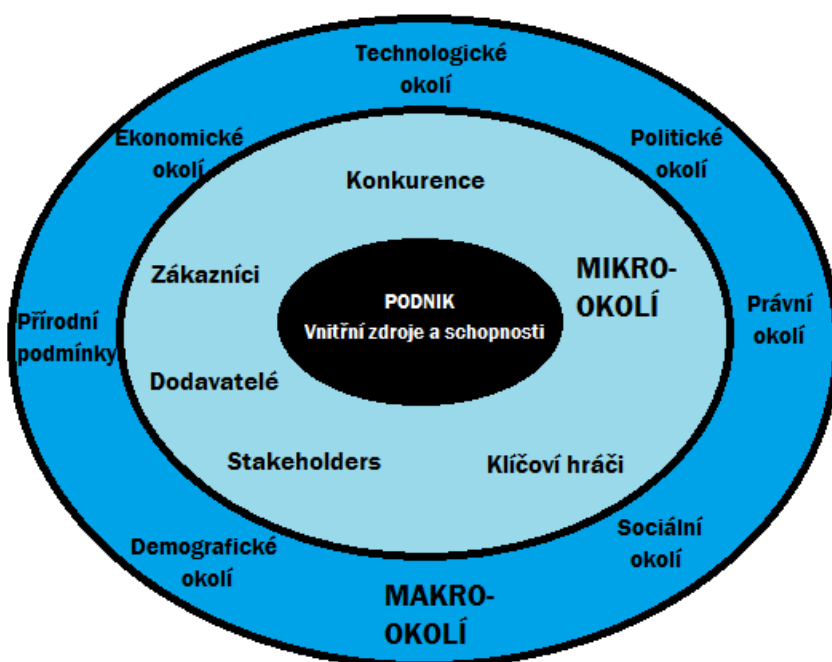 Technologické
okolí
Ekonomické
okolí
Politické
okolí
Konkurence
Zákazníci
MIKRO-
OKOLÍ
PODNIK
Vnitřní zdroje a schopnosti
Přírodní
podmínky
Právní
okolí
Dodavatelé
Stakeholders
Klíčoví hráči
Demografické
okolí
Sociální
okolí
MAKRO-
OKOLÍ